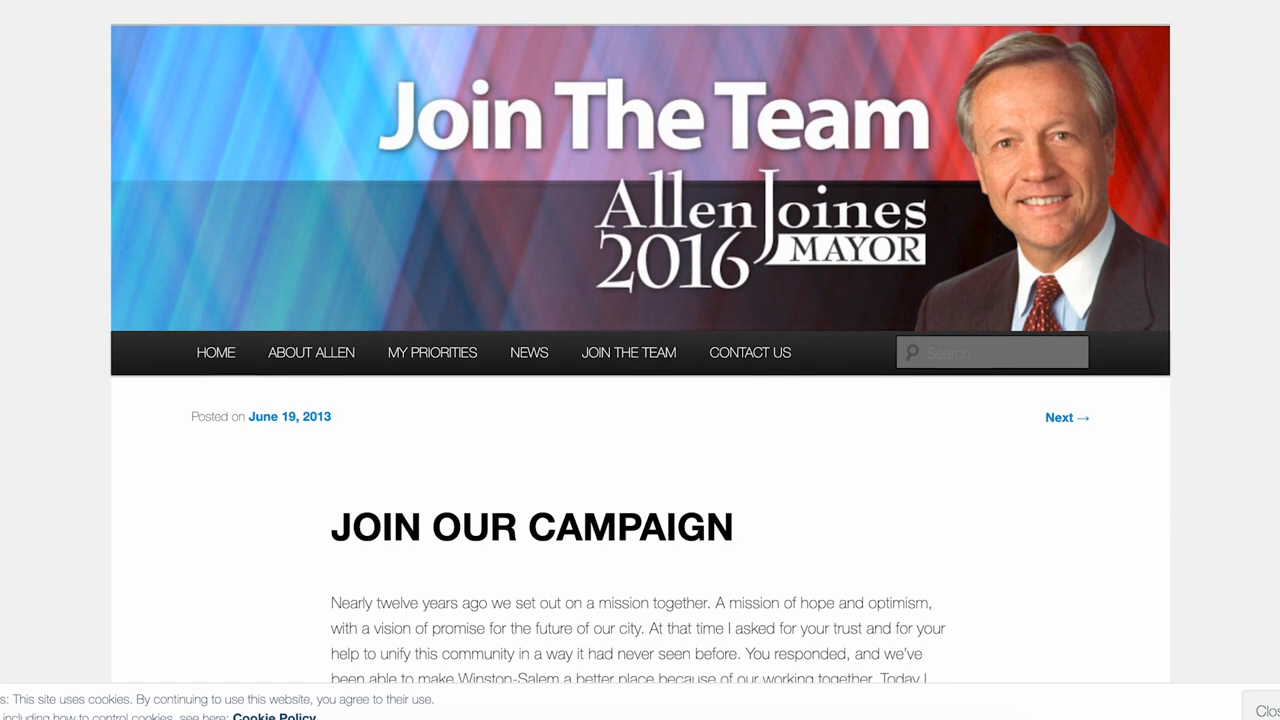 Join The Team
Allen Joines
2016 MAYOR
HOME ABOUT ALLEN MY PRIORITIES NEWS JOIN THE TEAM CONTACT US Search
Posted on June 19, 2013 Next →
JOIN OUR CAMPAIGN
Nearly twelve years ago we set out on a mission together. A mission of hope and optimism,
with a vision of promise for the future of our city. At that time I asked for your trust and for your
help to unify this community in a way it had never seen before. You responded, and we've
been able to make Winston-Salem a better place because of our working together. Today I
s: This site uses cookies. By continuing to use this website, you agree to their use.
including how to control cookies, see here: Cookie Policy
Clos